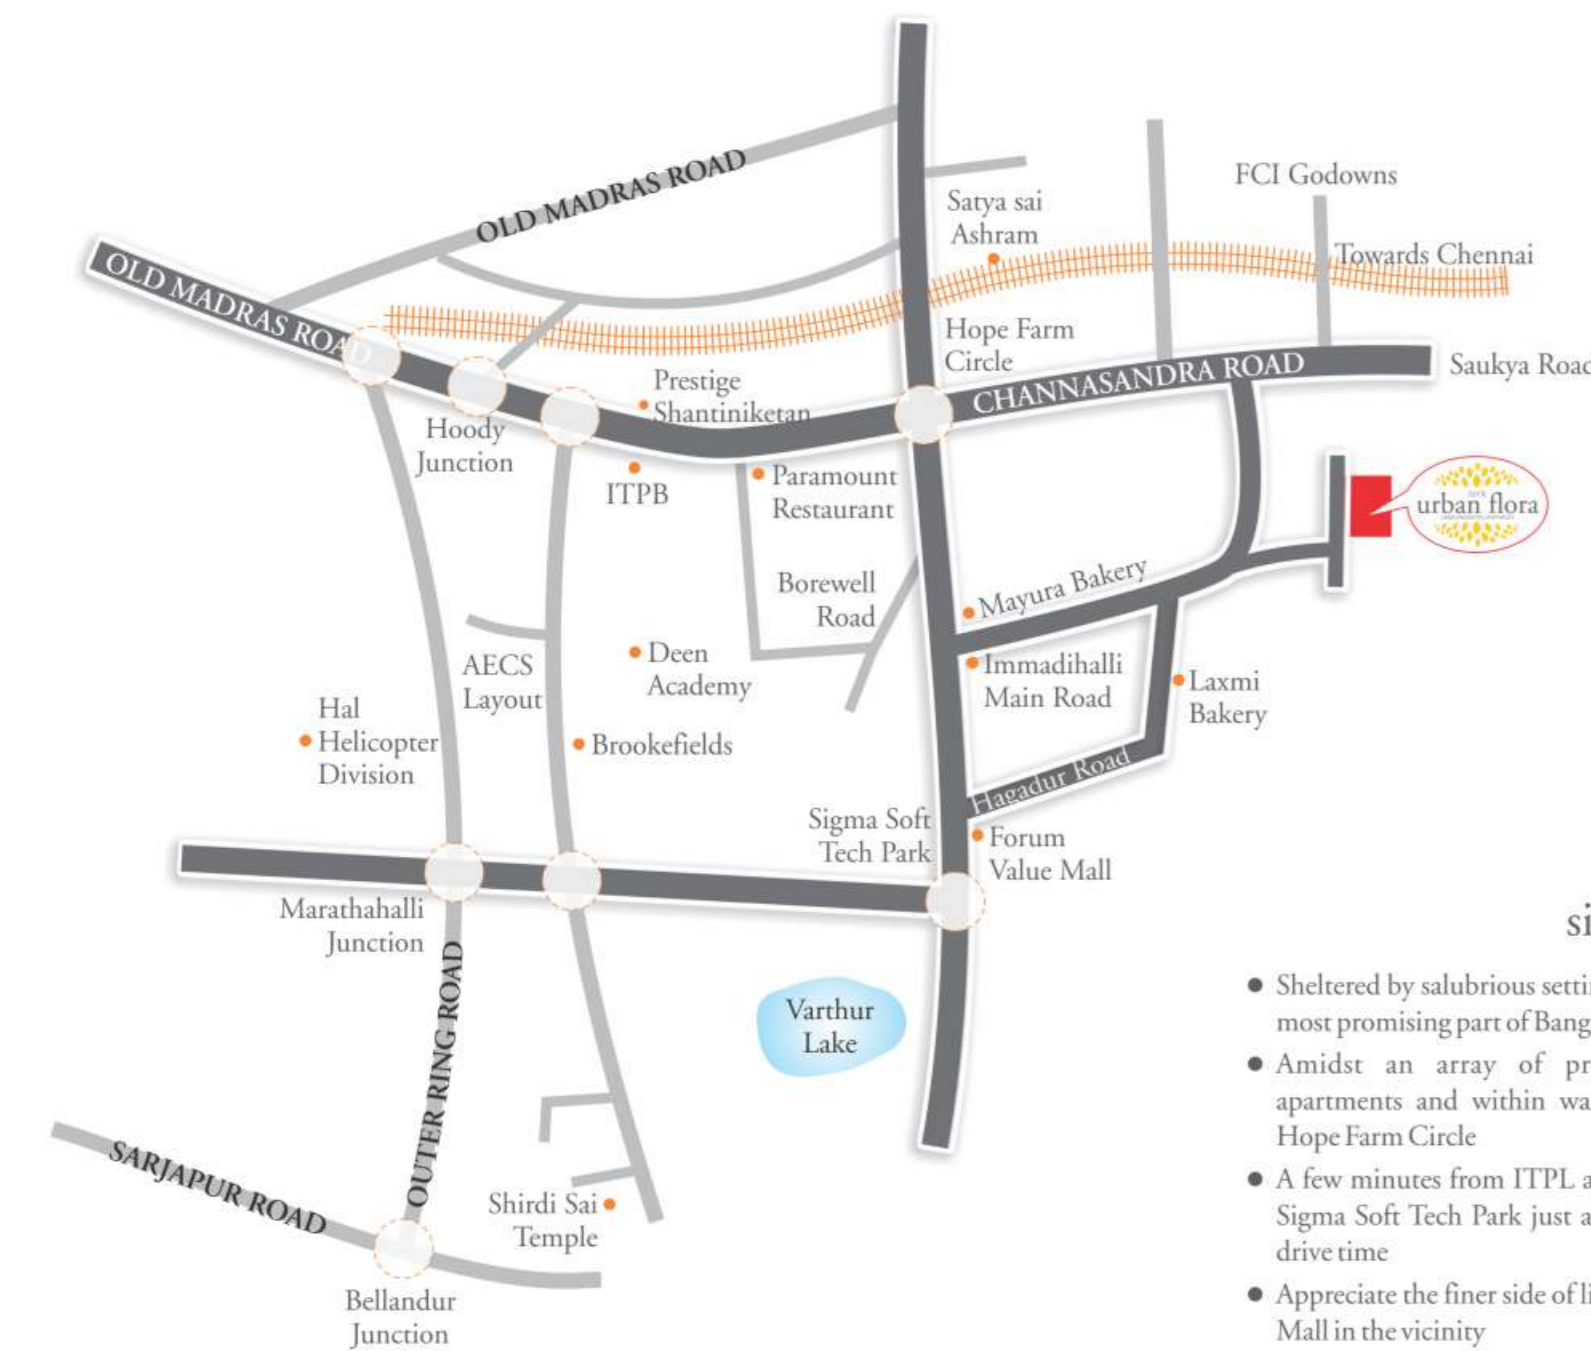 OLD MADRAS ROAD
FCI Godowns
Satya sai
Ashram
Towards Chennai
OLD MADRAS ROAD
Hope Farm
Circle
CHANNASANDRA ROAD
Saukya Road
Prestige
Shantiniketan
Hoody
Junction
ITPB
Paramount
Restaurant
urban flora
Borewell
Road
Mayura Bakery
Deen
Academy
AECS
Layout
Immadihalli
Main Road
Laxmi
Bakery
Hal
Helicopter
Division
Brookefields
Hagadur Road
Sigma Soft
Tech Park
Forum
Value Mall
Marathahalli
Junction
OUTER RING ROAD
Varthur
Lake
SARJAPUR ROAD
Shirdi Sai
Temple
Bellandur
Junction
si
Sheltered by salubrious setti
most promising part of Bang
Amidst an array of pr
apartments and within wa
Hope Farm Circle
A few minutes from ITPL a
Sigma Soft Tech Park just a
drive time
Appreciate the finer side of li
Mall in the vicinity